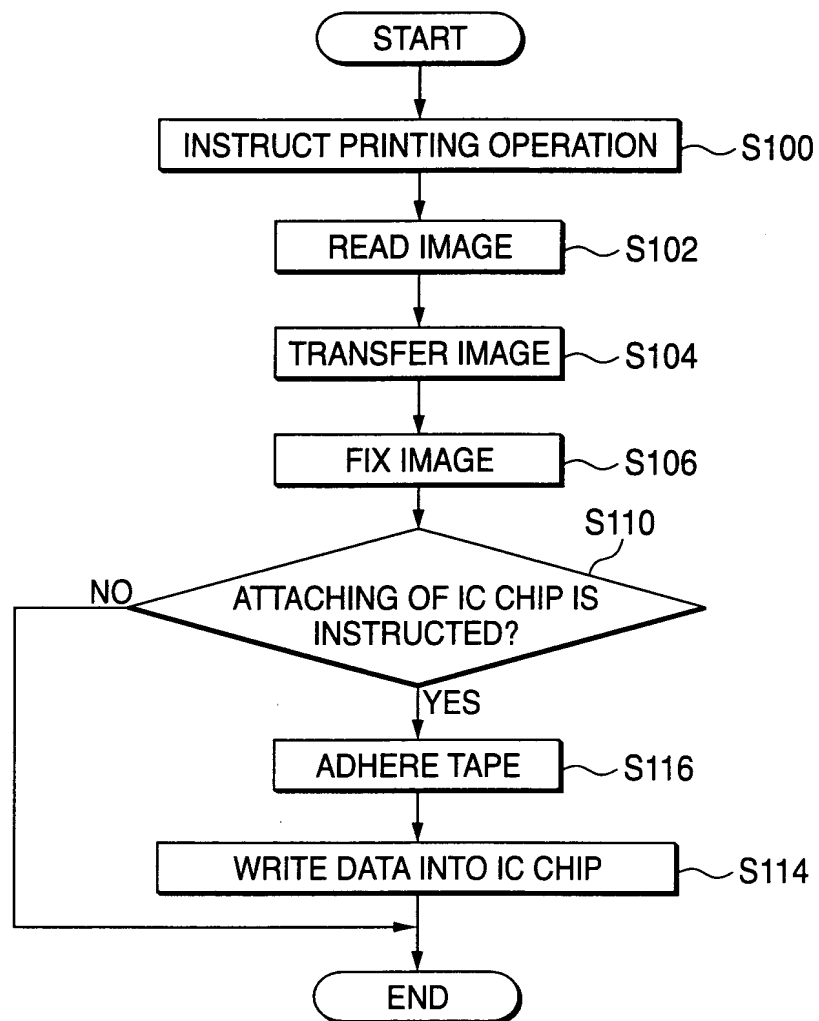 START
INSTRUCT PRINTING OPERATION S100
READ IMAGE S102
TRANSFER IMAGE S104
FIX IMAGE S106
S110
NO
ATTACHING OF IC CHIP IS
INSTRUCTED?
YES
ADHERE TAPE S116
WRITE DATA INTO IC CHIP S114
END